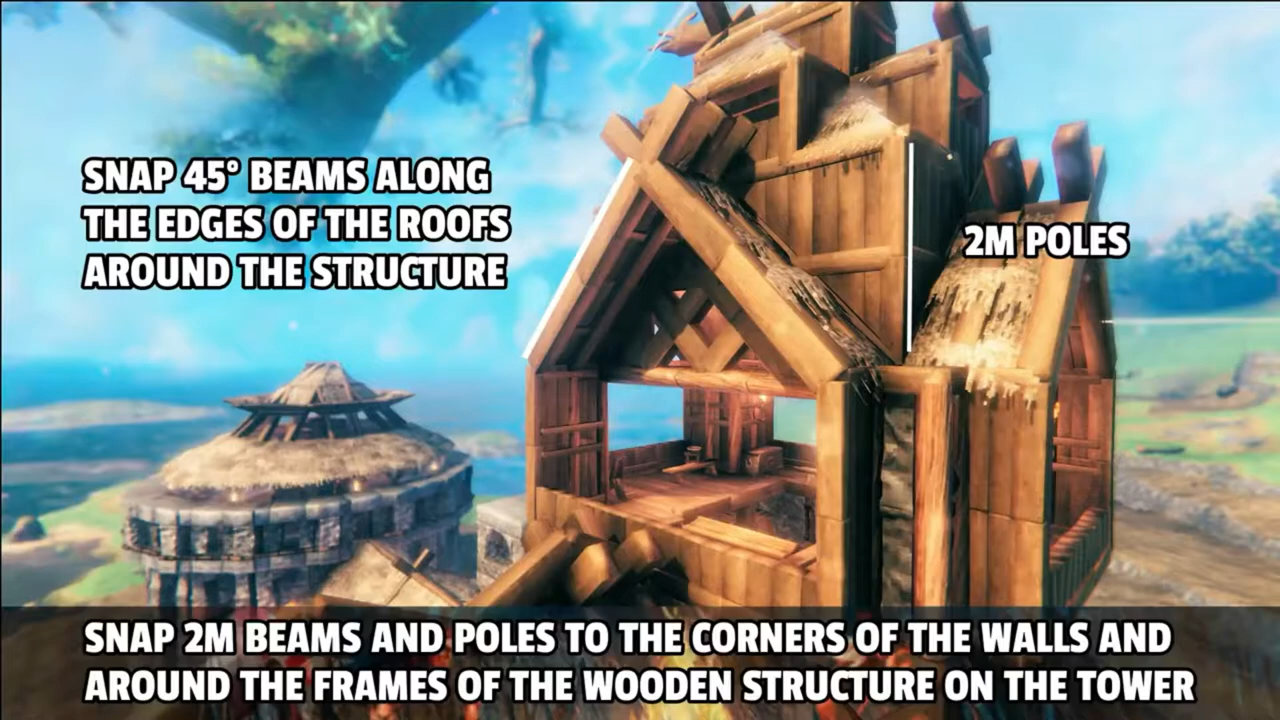 SNAP 45° BEAMS ALONG
THE EDGES OF THE ROOFS
AROUND THE STRUCTURE
2M POLES
SNAP 2M BEAMS AND POLES TO THE CORNERS OF THE WALLS AND
AROUND THE FRAMES OF THE WOODEN STRUCTURE ON THE TOWER